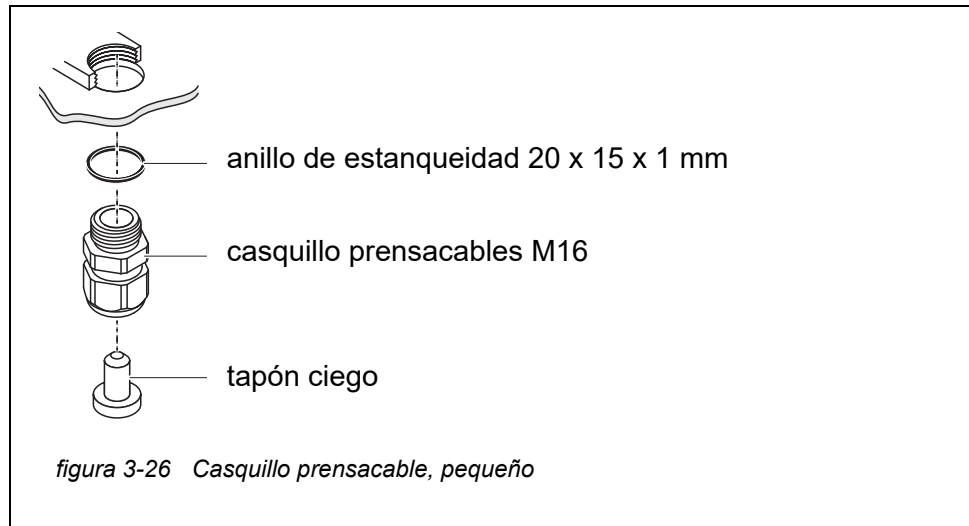 anillo de estanqueidad 20 x 15 x 1 mm
casquillo prensacables M16
tapón ciego
figura 3-26 Casquillo prensacable, pequeño